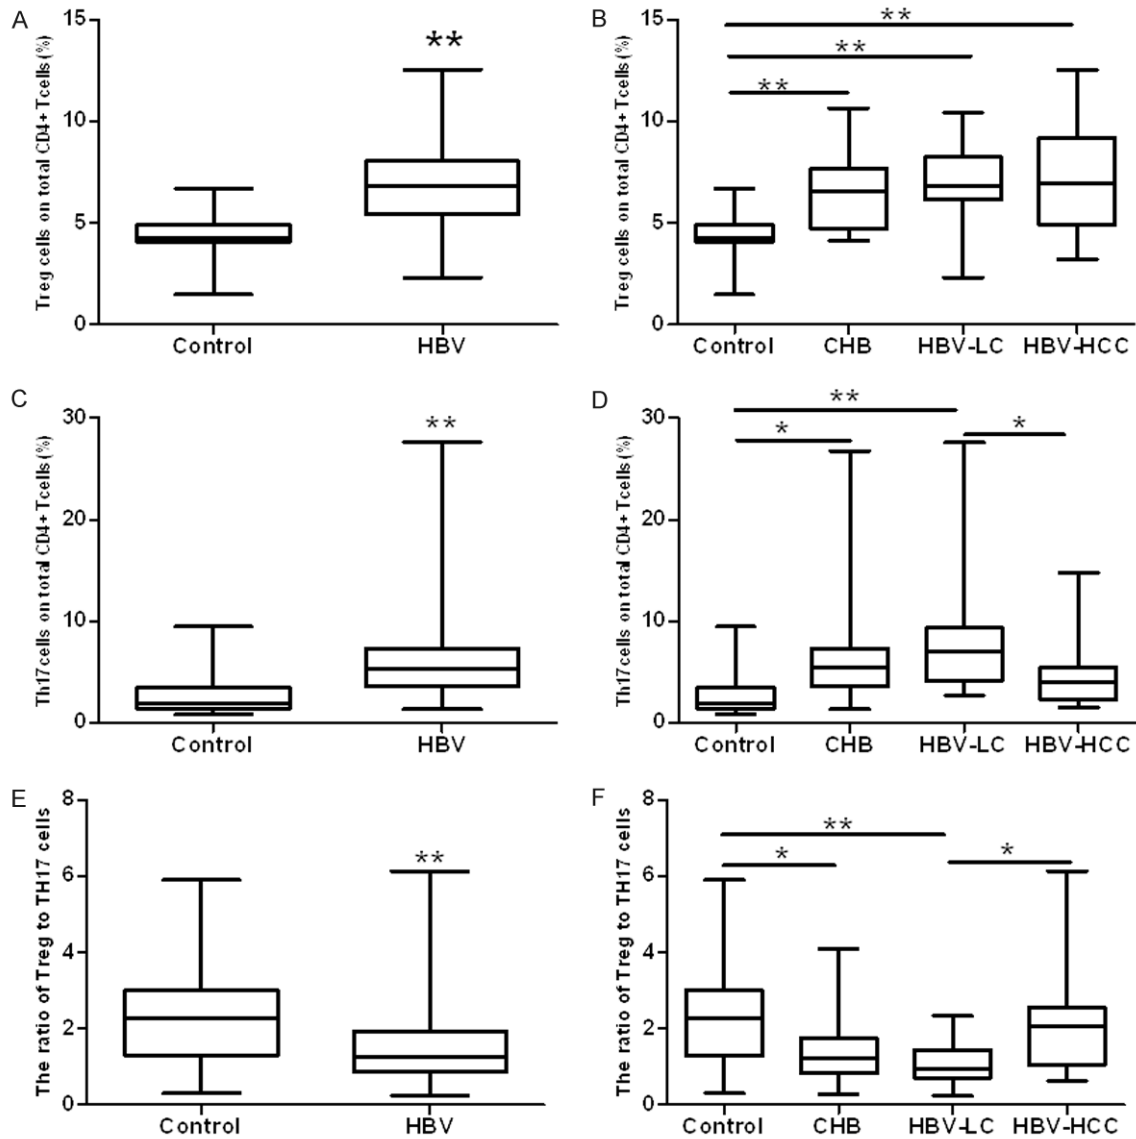 A
Treg cells on total CD4+ Tcells (%)
15
10
5
0
**
Control
HBV
B
Treg cells on total CD4+ Tcells (%)
15
10
5
0
**
**
**
Control
CHB
HBV-LC
HBV-HCC
C
Th17cells on total CD4+ Tcells (%)
30
20
10
0
**
Control
HBV
D
Th17cells on total CD4+ Tcells (%)
30
20
10
0
**
*
*
Control
CHB
HBV-LC
HBV-HCC
E
The ratio of Treg to TH17 cells
8
6
4
2
0
**
Control
HBV
F
The ratio of Treg to TH17 cells
8
6
4
2
0
**
*
*
Control
CHB
HBV-LC
HBV-HCC